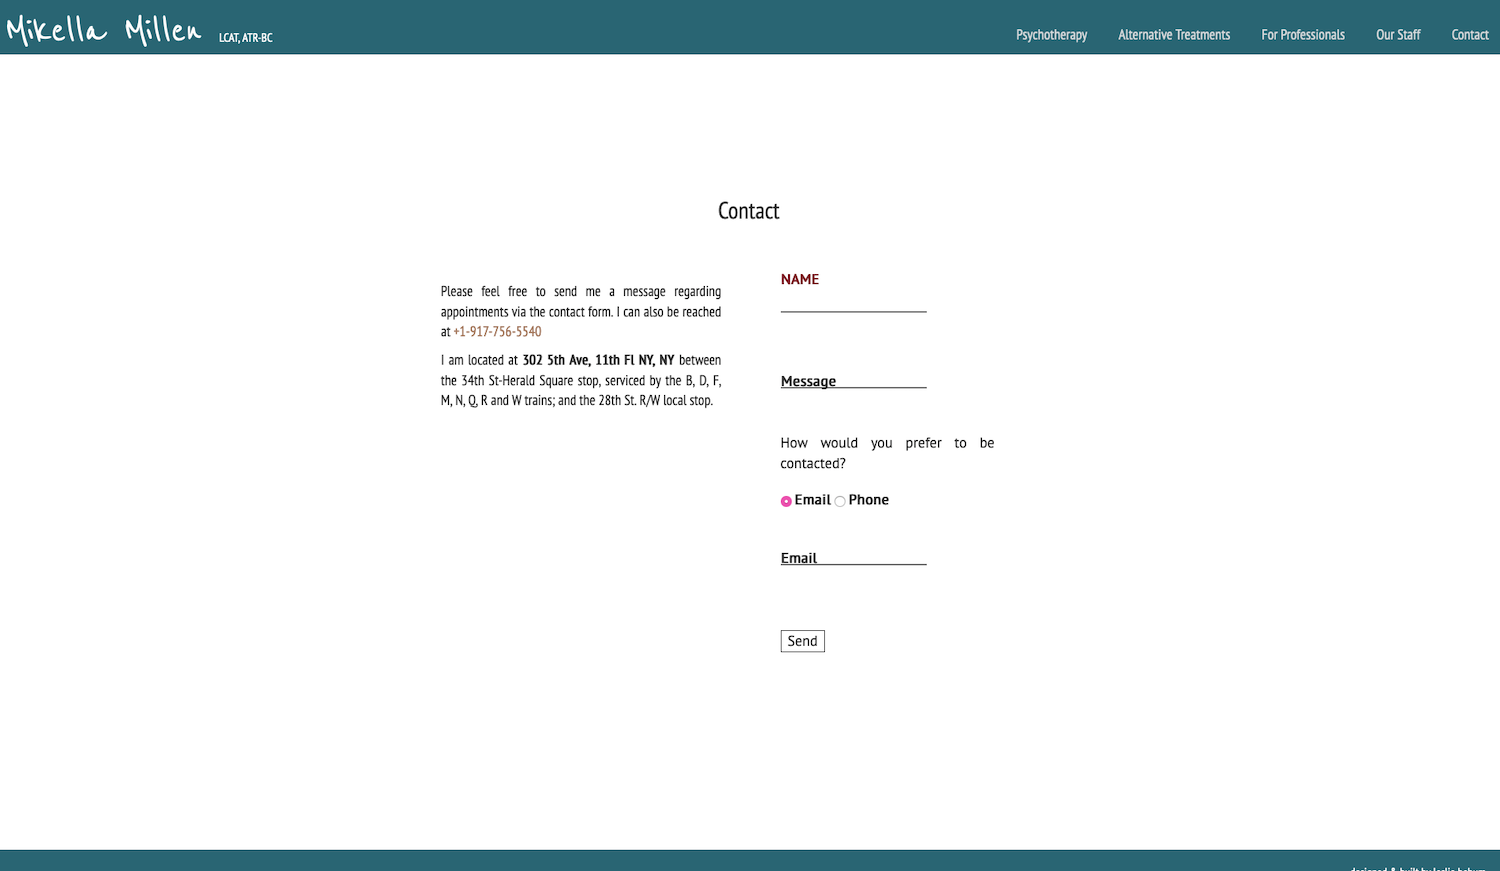 Mikella Millen LCAT, ATR-BC
Psychotherapy Alternative Treatments For Professionals Our Staff Contact
Contact
Please feel free to send me a message regarding
appointments via the contact form. I can also be reached
at +1-917-756-5540
I am located at 302 5th Ave, 11th Fl NY, NY between
the 34th St-Herald Square stop, serviced by the B, D, F,
M, N, Q, R and W trains; and the 28th St. R/W local stop.
NAME
Message
How would you prefer to be
contacted?
Email Phone
Email
Send
designed & built by leslie